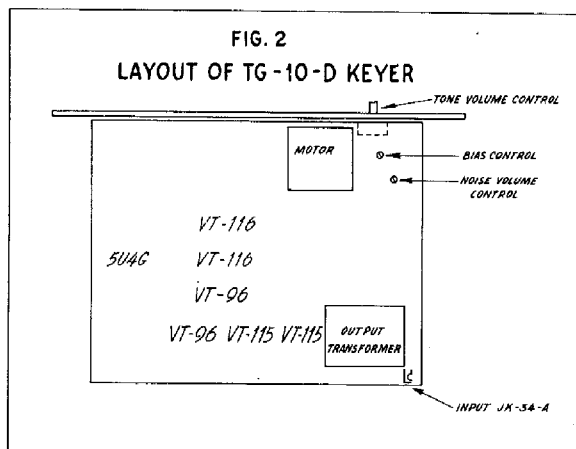 FIG. 2
LAYOUT OF TG-10-D KEYER
TONE VOLUME CONTROL
MOTOR
BIAS CONTROL
NOISE VOLUME
CONTROL
VT-116
5U4G
VT-116
VT-96
VT-96 VT-115 VT-115
OUTPUT
TRANSFORMER
INPUT JK-34-A